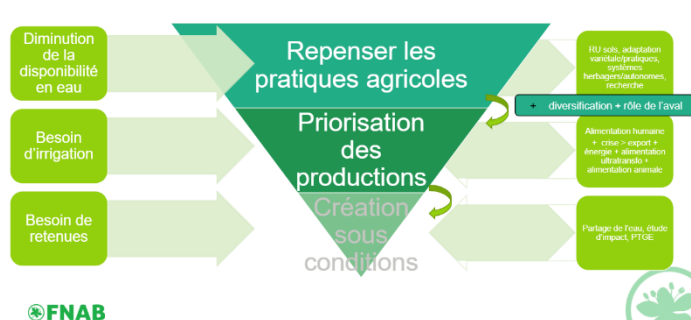 Diminution
de la
disponibilité
en eau
Repenser les
pratiques agricoles
RU sols, adaptation
variétale/pratiques,
systèmes
herbagers/autonomes,
recherche
+ diversification + rôle de l'aval
Besoin
d'irrigation
Priorisation
des
productions
Alimentation humaine
+ crise > export +
énergie + alimentation
ultratransfo +
alimentation animale
Besoin de
retenues
Création
sous
conditions
Partage de l'eau, étude
d'impact, PTGE
FNAB